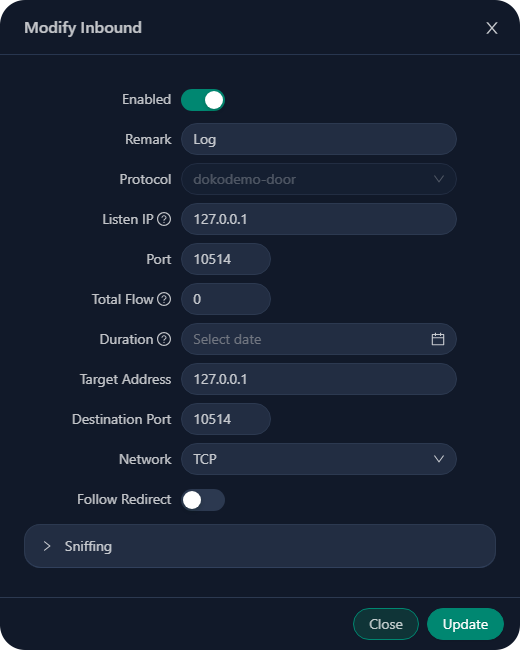 Modify Inbound
Enabled
Remark Log
Protocol dokodemo-door
Listen IP 127.0.0.1
Port 10514
Total Flow 0
Duration Select date
Target Address 127.0.0.1
Destination Port 10514
Network TCP
Follow Redirect
Sniffing
Close Update